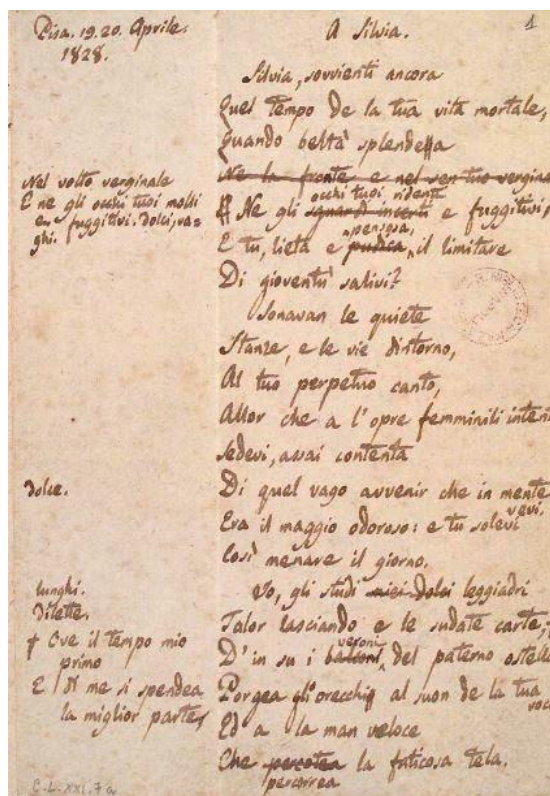 Pisa. 19. 20. Aprile.
1828.
A Silvia.
1
Silvia, sovvienti ancora
Quel tempo de la tua vita mortale,
Quando beltà splendea
Ne la fronte e nel sen tuo verginale
Nel volto verginale
E ne gli occhi tuoi molli
e fuggitivi. dolci, va-
ghi.
occhi tuoi ridenti
Ne gli sguardi incerti e fuggitivi,
pensosa,
E tu, lieta e pudica, il limitare
Di gioventù salivi?
Sonavan le quiete
Stanze, e le vie dintorno,
Al tuo perpetuo canto,
Allor che a l'opre femminili intenta
Sedevi, assai contenta
dolce.
Di quel vago avvenir che in mente
avevi.
Era il maggio odoroso: e tu solevi
Così menare il giorno.
Io, gli studi miei dolci leggiadri
lunghi.
dilette.
Talor lasciando e le sudate carte,
† Ove il tempo mio
primo
E di me si spendea
la miglior parte,
veroni
D'in su i balconi, del paterno ostello
Porgea gli orecchi al suon de la tua
voce
Ed a la man veloce
Che percotea la faticosa tela.
percorrea
C.L.XXI.7a